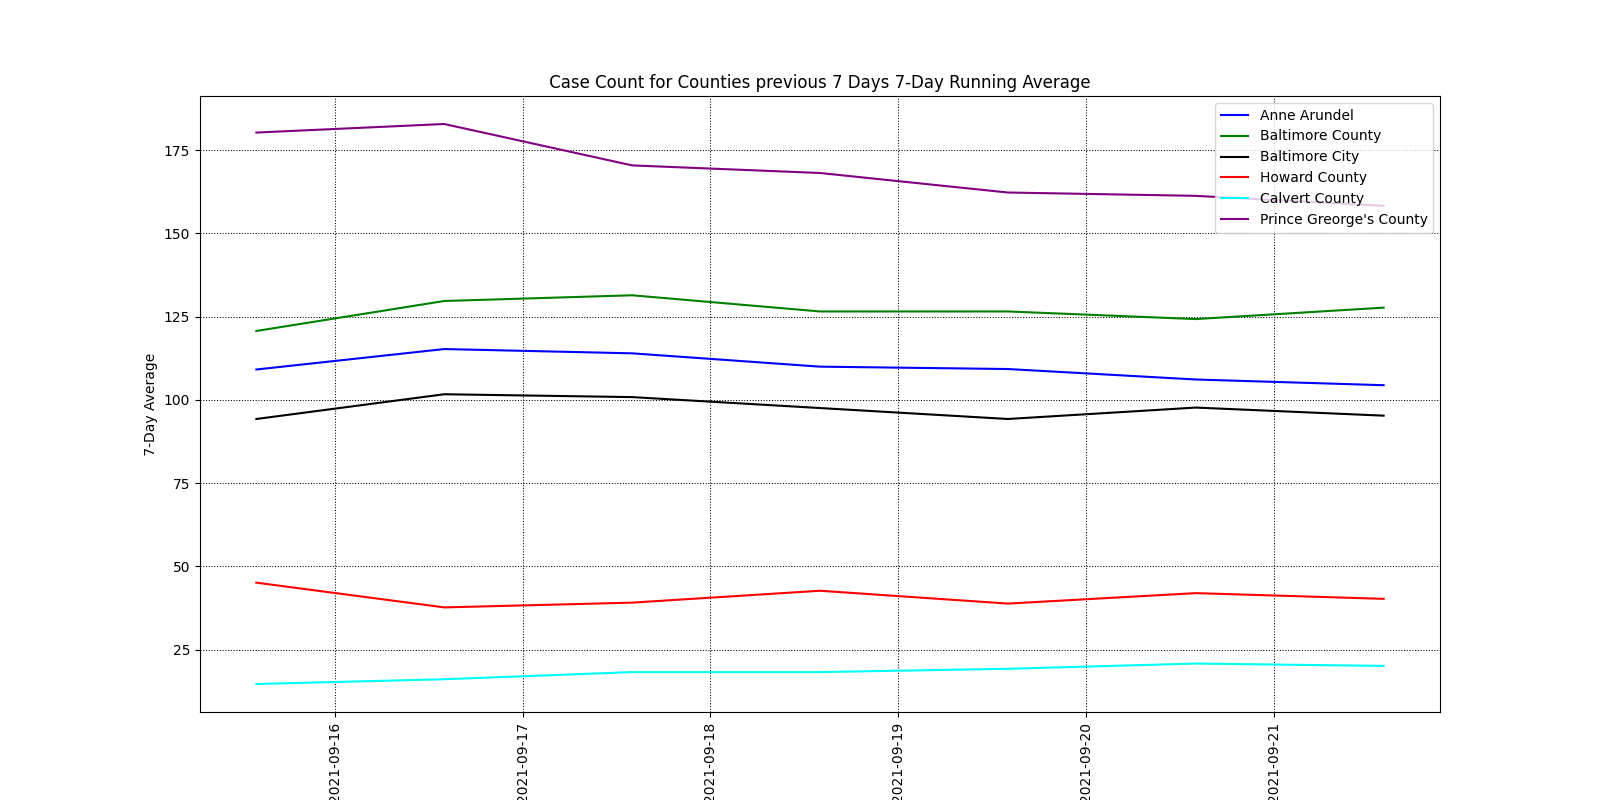 Case Count for Counties previous 7 Days 7-Day Running Average
Anne Arundel
Baltimore County
Baltimore City
Howard County
Calvert County
Prince Greorge's County
7-Day Average
175
150
125
100
75
50
25
2021-09-16
2021-09-17
2021-09-18
2021-09-19
2021-09-20
2021-09-21